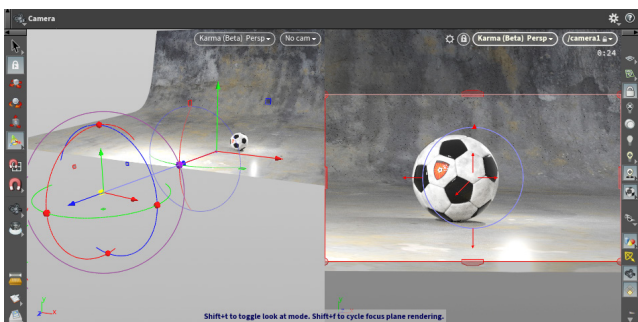 Camera
Karma (Beta) Persp
No cam
Karma (Beta) Persp
/camera1
0:24
Shift+t to toggle look at mode. Shift+f to cycle focus plane rendering.